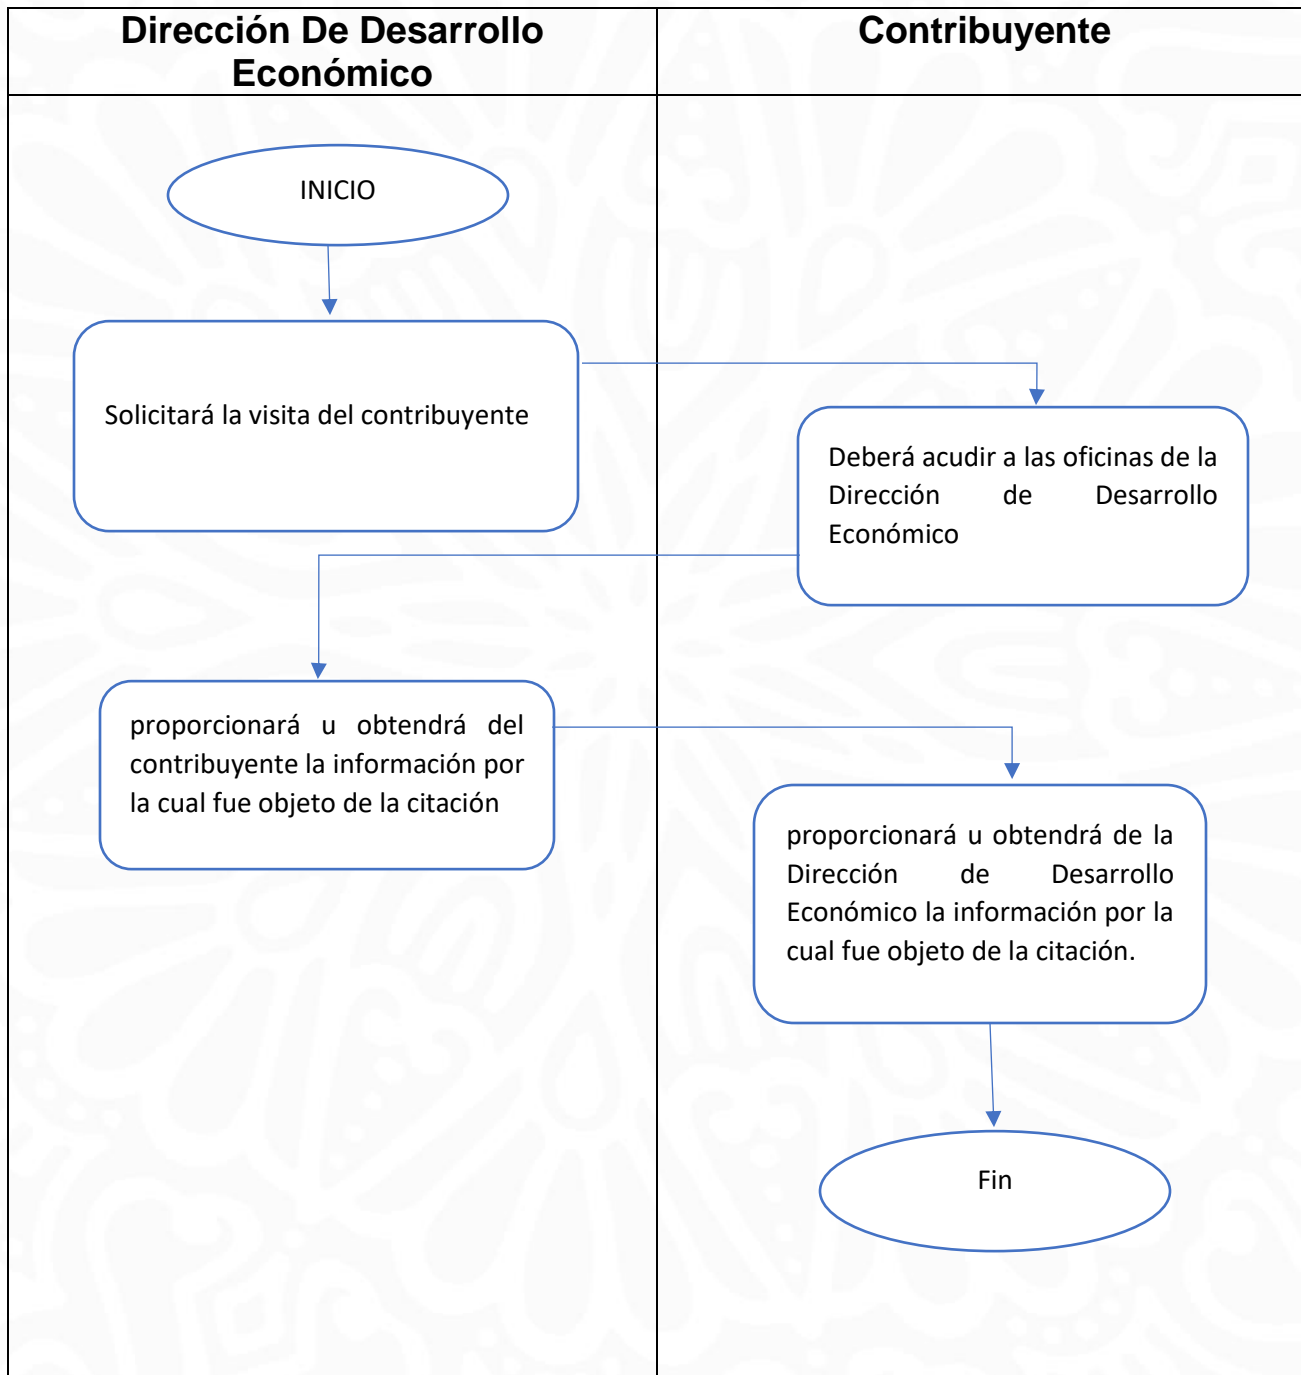 Dirección De Desarrollo
Económico
Contribuyente
INICIO
Solicitará la visita del contribuyente
Deberá acudir a las oficinas de la
Dirección de Desarrollo
Económico
proporcionará u obtendrá del
contribuyente la información por
la cual fue objeto de la citación
proporcionará u obtendrá de la
Dirección de Desarrollo
Económico la información por la
cual fue objeto de la citación.
Fin